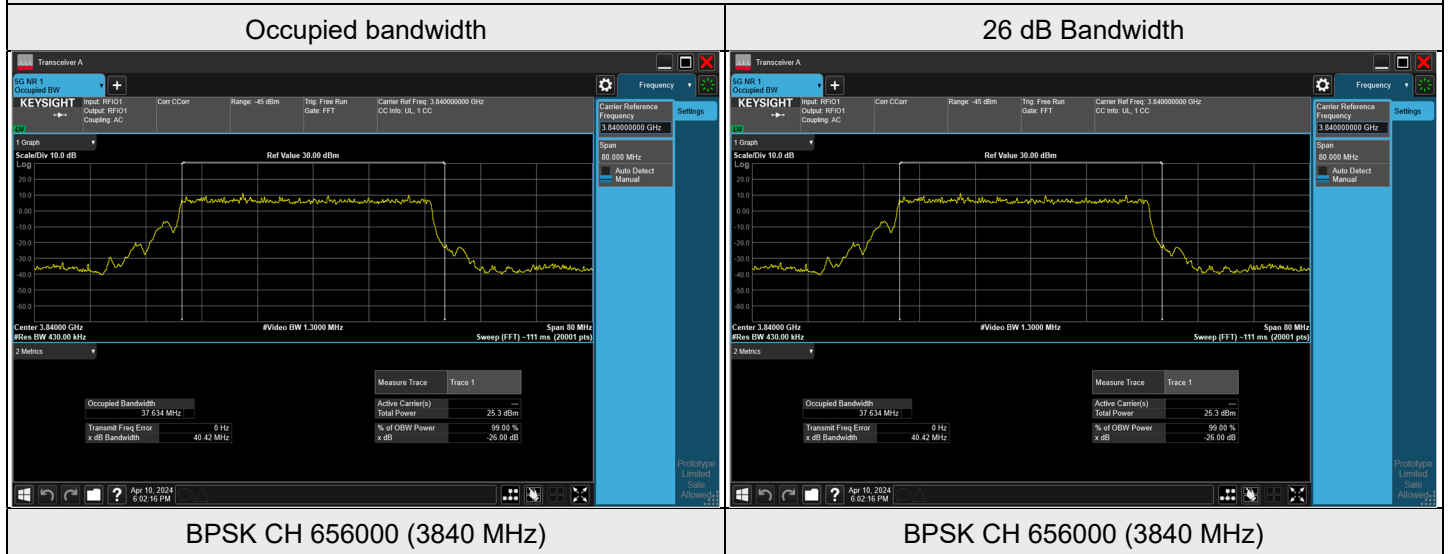 Occupied bandwidth
26 dB Bandwidth
Transceiver A
5G NR 1
Occupied BW
+
Frequency
KEYSIGHT
Input: RFIO1
Output: RFIO1
Coupling: AC
Corr CCorr
Range: -45 dBm
Trig: Free Run
Gate: FFT
Carrier Ref Freq: 3.840000000 GHz
CC Info: UL, 1 CC
Carrier Reference
Frequency
3.840000000 GHz
Settings
Span
80.000 MHz
Auto Detect
Manual
1 Graph
Scale/Div 10.0 dB
Ref Value 30.00 dBm
Log
20.0
10.0
0.00
-10.0
-20.0
-30.0
-40.0
-50.0
-60.0
Center 3.84000 GHz
#Video BW 1.3000 MHz
Span 80 MHz
#Res BW 430.00 kHz
Sweep (FFT) ~111 ms (20001 pts)
2 Metrics
Measure Trace Trace 1
Occupied Bandwidth
37.634 MHz
Active Carrier(s) ---
Total Power 25.3 dBm
Transmit Freq Error 0 Hz
x dB Bandwidth 40.42 MHz
% of OBW Power 99.00 %
x dB -26.00 dB
Prototype
Limited
Sale
Allowed
?
Apr 10, 2024
6:02:16 PM
Transceiver A
5G NR 1
Occupied BW
+
Frequency
KEYSIGHT
Input: RFIO1
Output: RFIO1
Coupling: AC
Corr CCorr
Range: -45 dBm
Trig: Free Run
Gate: FFT
Carrier Ref Freq: 3.840000000 GHz
CC Info: UL, 1 CC
Carrier Reference
Frequency
3.840000000 GHz
Settings
Span
80.000 MHz
Auto Detect
Manual
1 Graph
Scale/Div 10.0 dB
Ref Value 30.00 dBm
Log
20.0
10.0
0.00
-10.0
-20.0
-30.0
-40.0
-50.0
-60.0
Center 3.84000 GHz
#Video BW 1.3000 MHz
Span 80 MHz
#Res BW 430.00 kHz
Sweep (FFT) ~111 ms (20001 pts)
2 Metrics
Measure Trace Trace 1
Occupied Bandwidth
37.634 MHz
Active Carrier(s) ---
Total Power 25.3 dBm
Transmit Freq Error 0 Hz
x dB Bandwidth 40.42 MHz
% of OBW Power 99.00 %
x dB -26.00 dB
Prototype
Limited
Sale
Allowed
?
Apr 10, 2024
6:02:16 PM
BPSK CH 656000 (3840 MHz)
BPSK CH 656000 (3840 MHz)